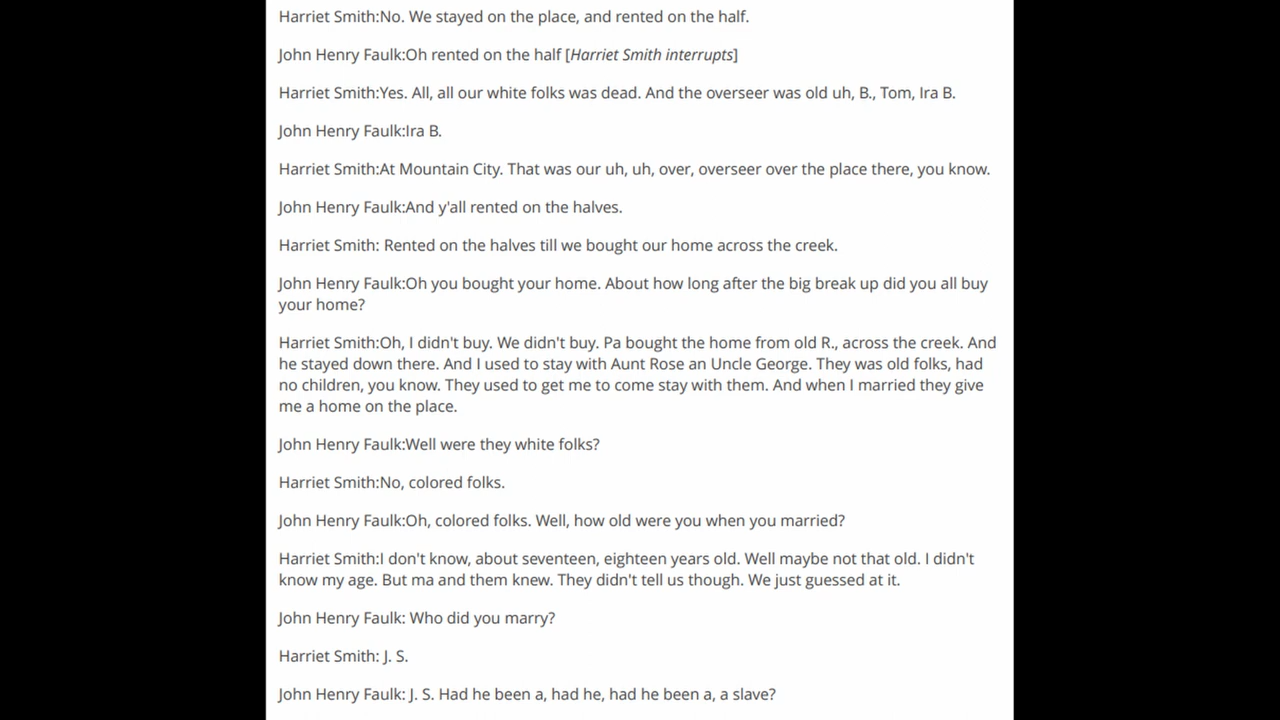 Harriet Smith:No. We stayed on the place, and rented on the half.
John Henry Faulk:Oh rented on the half [Harriet Smith interrupts]
Harriet Smith:Yes. All, all our white folks was dead. And the overseer was old uh, B., Tom, Ira B.
John Henry Faulk:Ira B.
Harriet Smith:At Mountain City. That was our uh, uh, over, overseer over the place there, you know.
John Henry Faulk:And y'all rented on the halves.
Harriet Smith: Rented on the halves till we bought our home across the creek.
John Henry Faulk:Oh you bought your home. About how long after the big break up did you all buy
your home?
Harriet Smith:Oh, I didn't buy. We didn't buy. Pa bought the home from old R., across the creek. And
he stayed down there. And I used to stay with Aunt Rose an Uncle George. They was old folks, had
no children, you know. They used to get me to come stay with them. And when I married they give
me a home on the place.
John Henry Faulk:Well were they white folks?
Harriet Smith:No, colored folks.
John Henry Faulk:Oh, colored folks. Well, how old were you when you married?
Harriet Smith:I don't know, about seventeen, eighteen years old. Well maybe not that old. I didn't
know my age. But ma and them knew. They didn't tell us though. We just guessed at it.
John Henry Faulk: Who did you marry?
Harriet Smith: J. S.
John Henry Faulk: J. S. Had he been a, had he, had he been a, a slave?